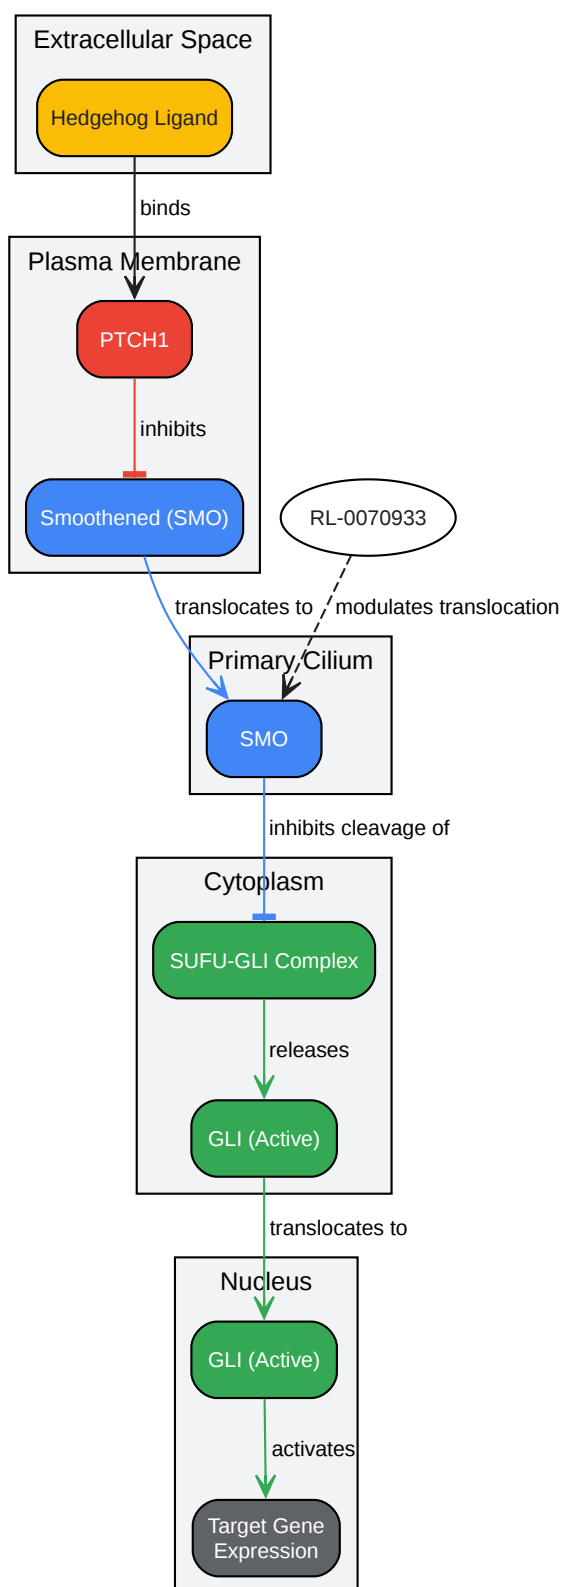 Extracellular Space
Hedgehog Ligand
binds
Plasma Membrane
PTCH1
inhibits
Smoothened (SMO)
RL-0070933
translocates to
modulates translocation
Primary Cilium
SMO
inhibits cleavage of
Cytoplasm
SUFU-GLI Complex
releases
GLI (Active)
translocates to
Nucleus
GLI (Active)
activates
Target Gene
Expression